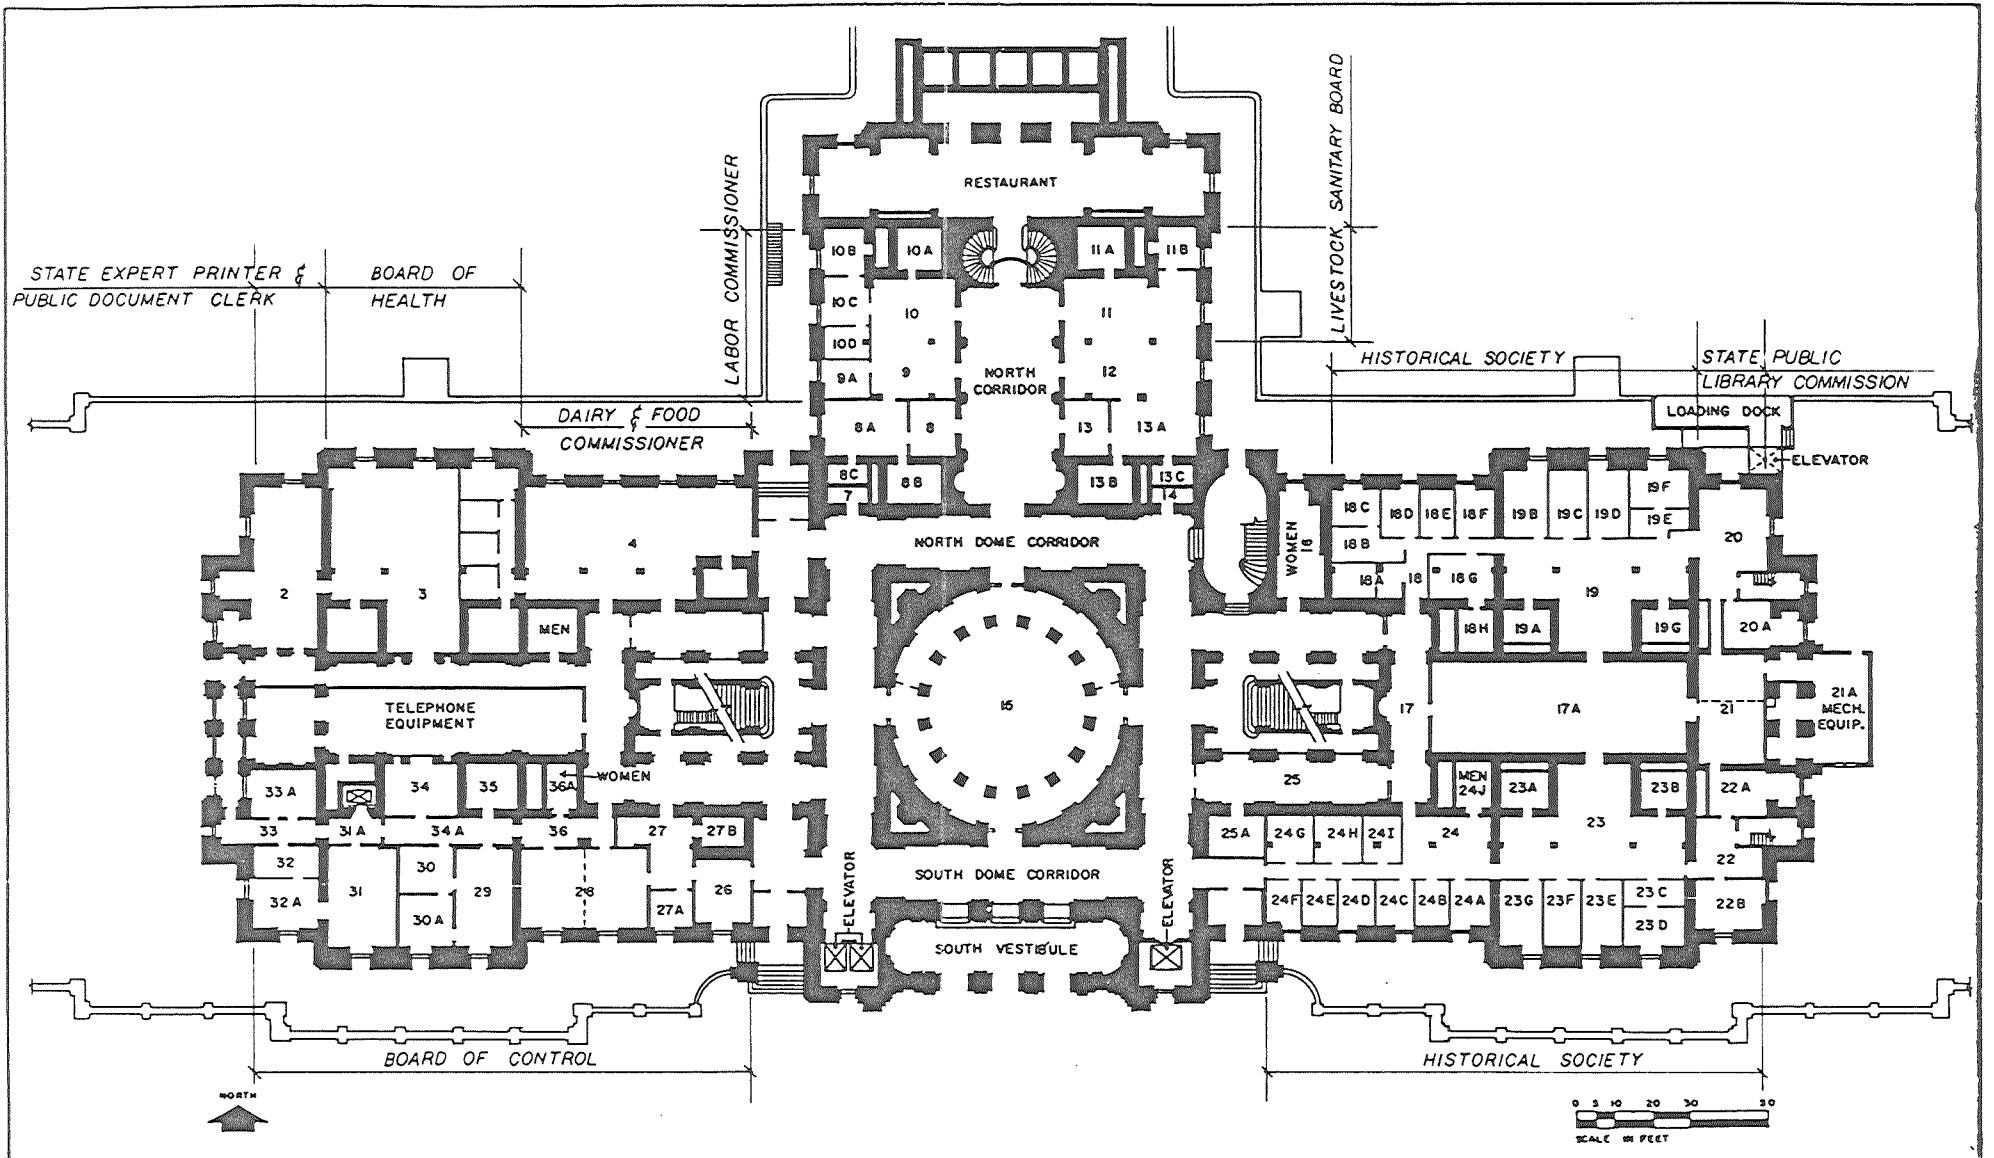 RESTAURANT
LABOR COMMISSIONER
LIVESTOCK, SANITARY BOARD
10B
10A
11A
11B
STATE EXPERT PRINTER &
PUBLIC DOCUMENT CLERK
BOARD OF
HEALTH
10C
10
11
10D
NORTH
CORRIDOR
9A
9
12
HISTORICAL SOCIETY
STATE PUBLIC
LIBRARY COMMISSION
LOADING DOCK
DAIRY & FOOD
COMMISSIONER
8A
8
13
13A
ELEVATOR
8C
8B
7
13B
13C
14
18C
18D
18E
18F
19B
19C
19D
19F
19E
NORTH DOME CORRIDOR
4
WOMEN
16
18B
18A
18
18G
20
2
3
19
MEN
18H
19A
19G
20A
TELEPHONE
EQUIPMENT
15
17
17A
21
21A
MECH.
EQUIP.
33A
34
35
36A
WOMEN
25
MEN
24J
23A
23B
22A
33
31A
34A
36
27
27B
25A
24G
24H
24I
24
23
22
32
30
31
29
28
26
32A
30A
27A
ELEVATOR
SOUTH DOME CORRIDOR
ELEVATOR
24F
24E
24D
24C
24B
24A
23G
23F
23E
23C
23D
22B
SOUTH VESTIBULE
BOARD OF CONTROL
HISTORICAL SOCIETY
NORTH
0 5 10 20 30 50
SCALE IN FEET